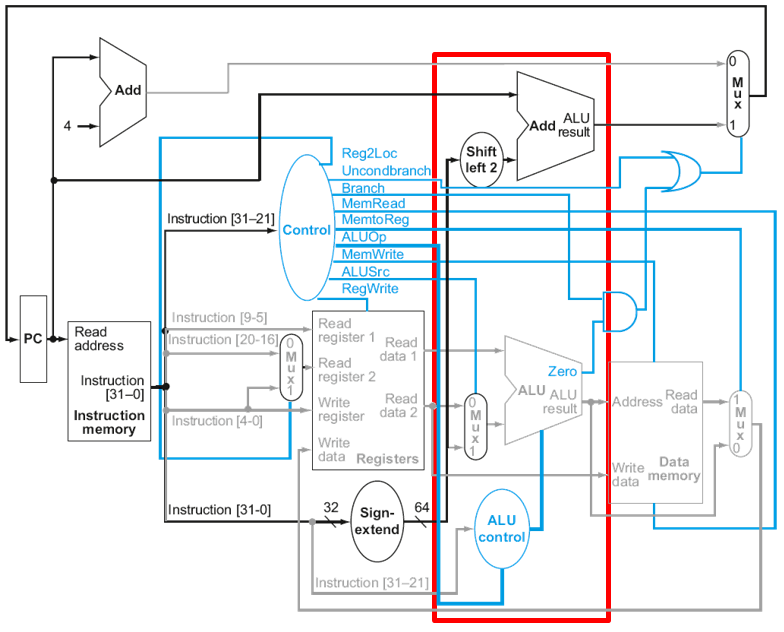 0
M
u
x
1
Add
4
Add
ALU
result
Shift
left 2
Reg2Loc
Uncondbranch
Branch
MemRead
MemtoReg
ALUOp
MemWrite
ALUSrc
RegWrite
Control
Instruction [31–21]
PC
Read
address
Instruction
[31–0]
Instruction
memory
Instruction [9-5]
Instruction [20-16]
Instruction [4-0]
0
M
u
x
1
Read
register 1
Read
register 2
Write
register
Write
data
Read
data 1
Read
data 2
Registers
0
M
u
x
1
Zero
ALU
ALU
result
Address
Read
data
Write
data
Data
memory
1
M
u
x
0
Instruction [31-0]
32
Sign-
extend
64
ALU
control
Instruction [31–21]